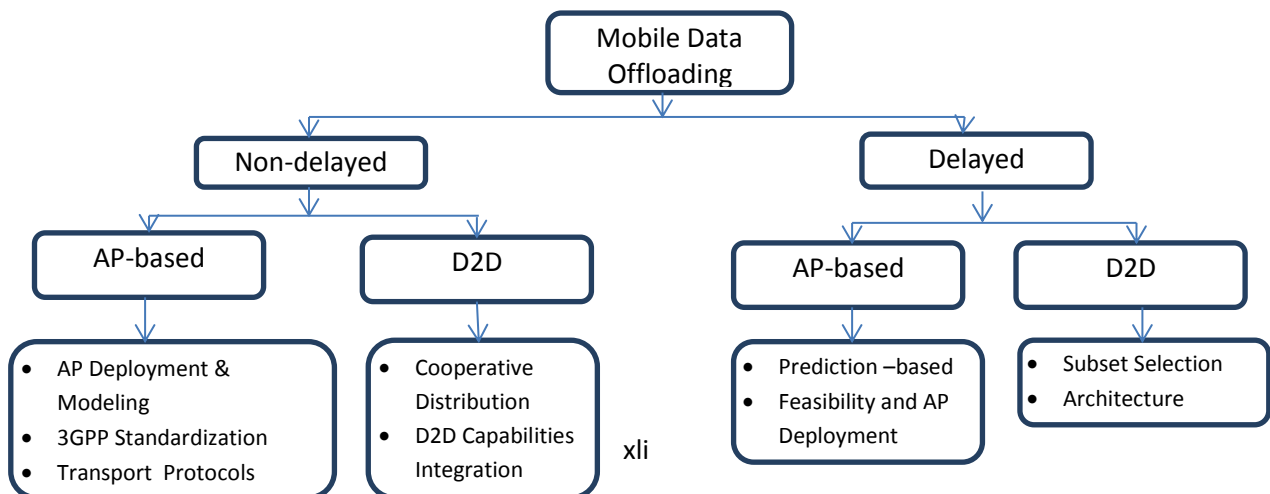 Mobile Data
Offloading
Non-delayed
Delayed
AP-based
D2D
AP-based
D2D
• AP Deployment &
Modeling
• 3GPP Standardization
• Transport Protocols
• Cooperative
Distribution
• D2D Capabilities
Integration
xli
• Prediction –based
• Feasibility and AP
Deployment
• Subset Selection
• Architecture